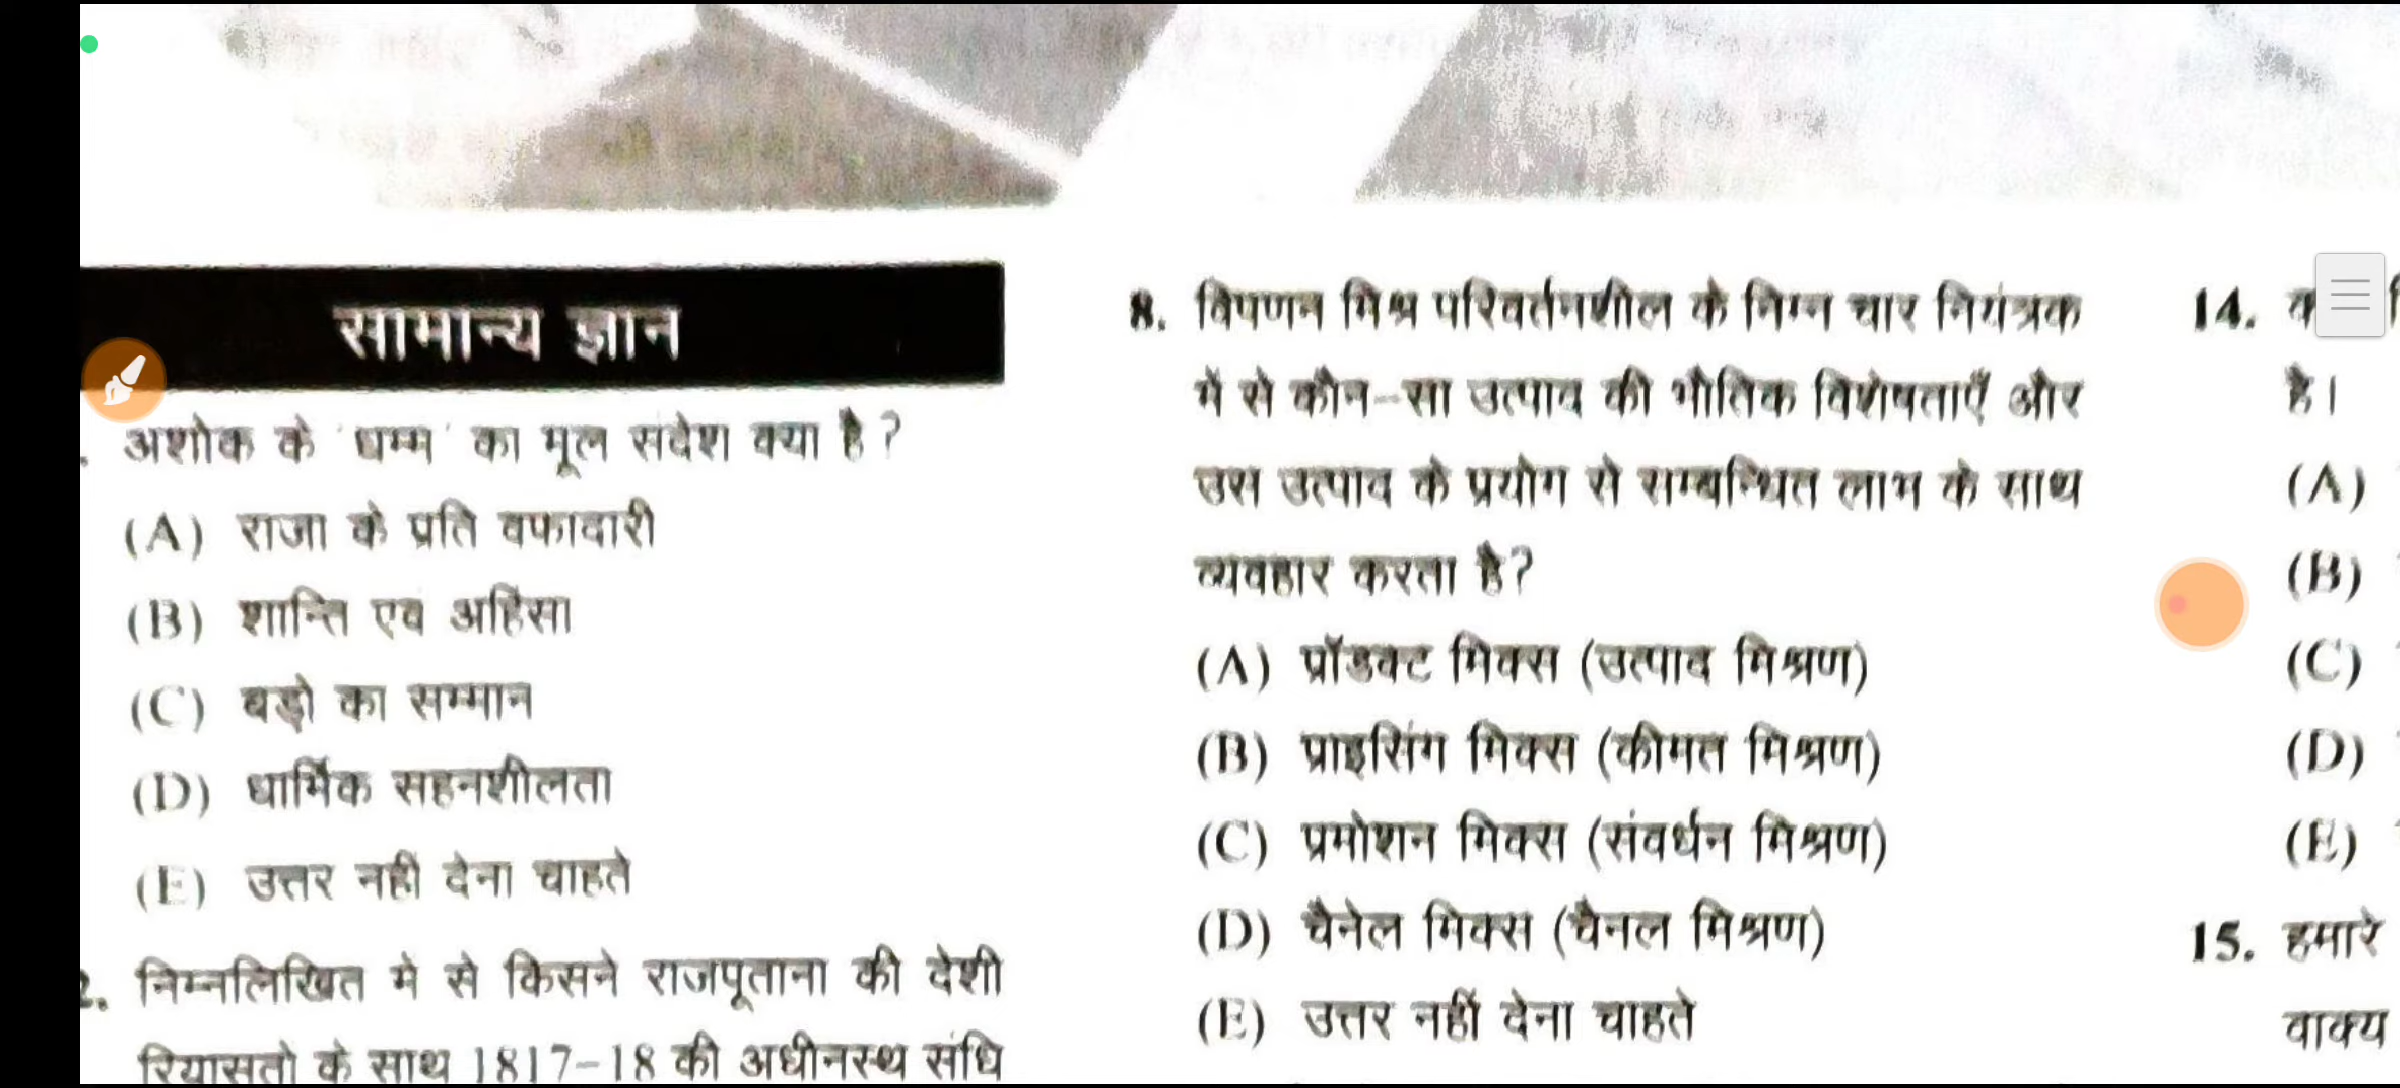 सामान्य ज्ञान
. अशोक के 'धम्म' का मूल संदेश क्या है?
(A) राजा के प्रति वफादारी
(B) शान्ति एवं अहिंसा
(C) बड़ो का सम्मान
(D) धार्मिक सहनशीलता
(E) उत्तर नहीं देना चाहते
2. निम्नलिखित में से किसने राजपूताना की देशी
रियासतो के साथ 1817-18 की अधीनस्थ संधि
8. विपणन मिश्र परिवर्तनशील के निम्न चार नियंत्रक
में से कौन-सा उत्पाद की भौतिक विशेषताएँ और
उस उत्पाद के प्रयोग से सम्बन्धित लाभ के साथ
व्यवहार करता है?
(A) प्रॉडक्ट मिक्स (उत्पाद मिश्रण)
(B) प्राइसिंग मिक्स (कीमत मिश्रण)
(C) प्रमोशन मिक्स (संवर्धन मिश्रण)
(D) चैनेल मिक्स (चैनल मिश्रण)
(E) उत्तर नहीं देना चाहते
14.
है।
(A)
(B)
(C)
(D)
(E)
15. हमारे
वाक्य